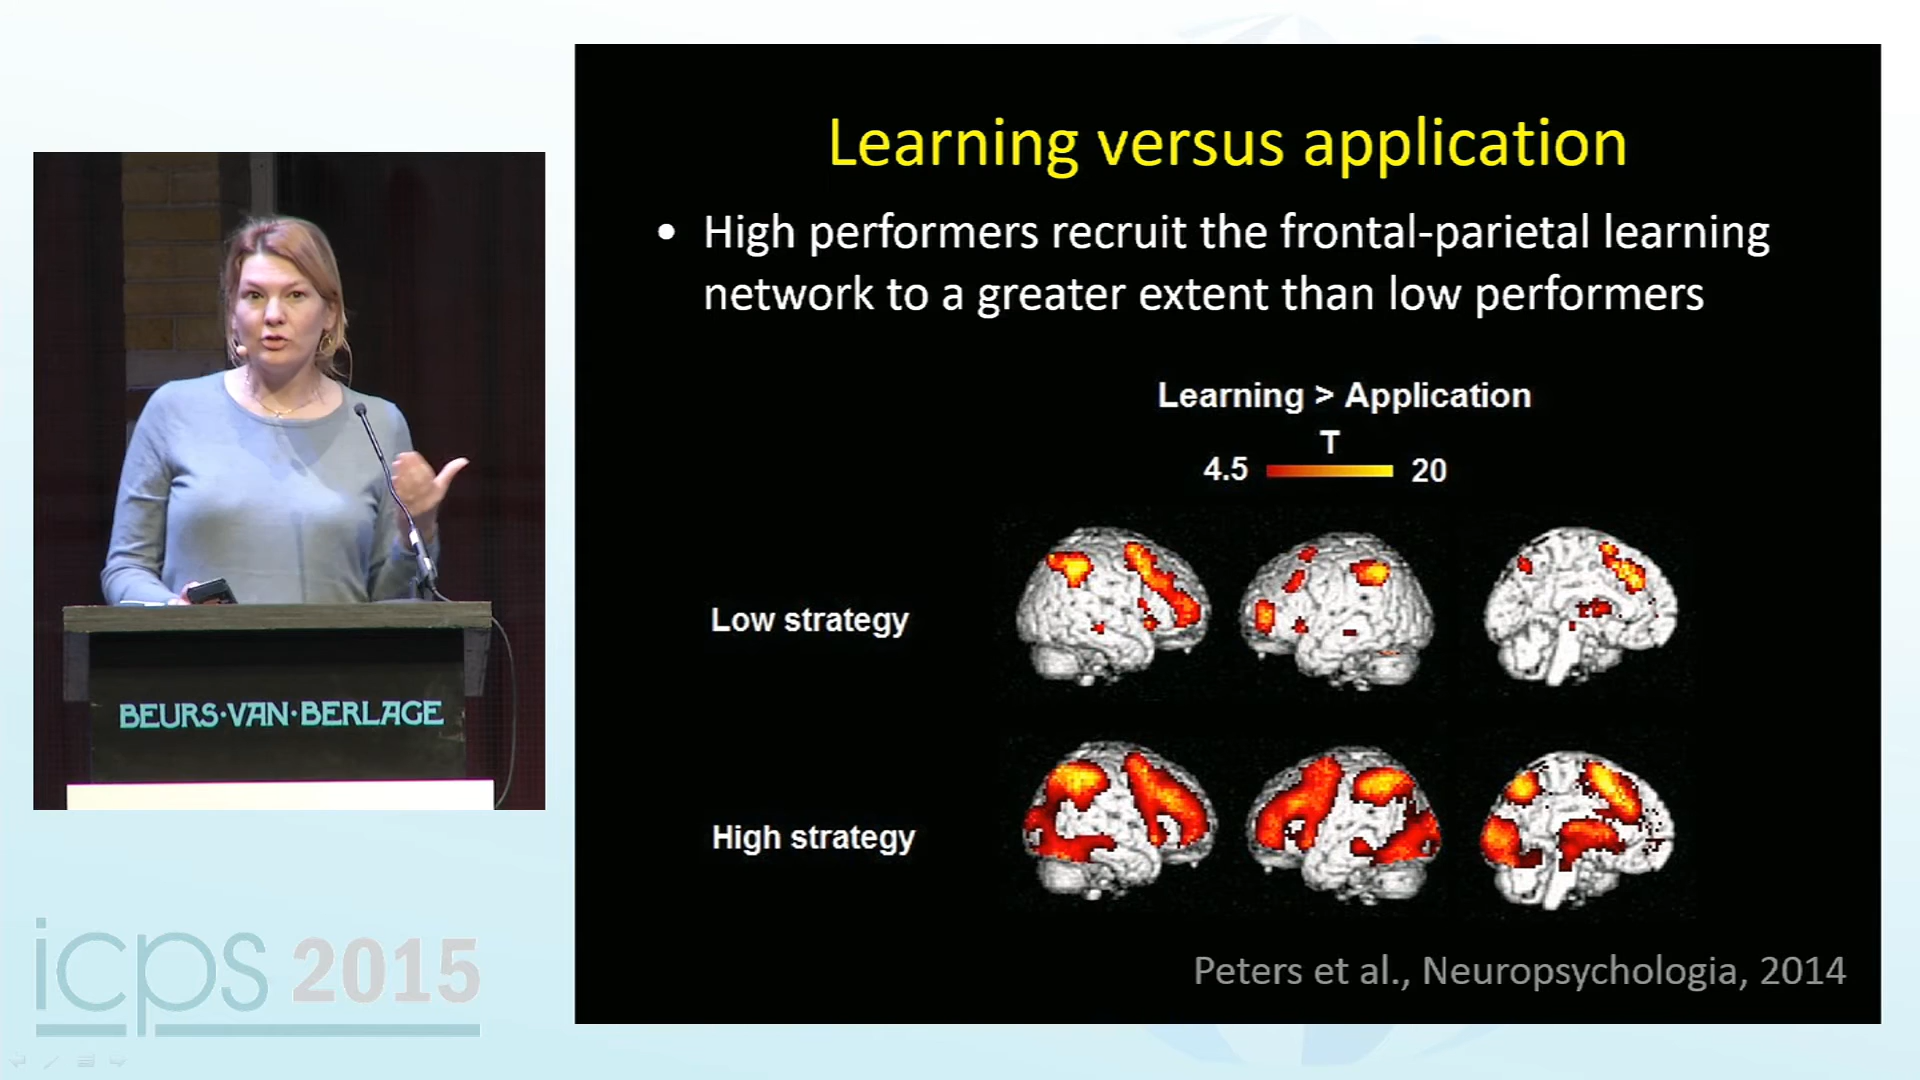 Learning versus application
• High performers recruit the frontal-parietal learning
network to a greater extent than low performers
Learning > Application
T
4.5 20
Low strategy
High strategy
Peters et al., Neuropsychologia, 2014
BEURS·VAN·BERLAGE
icps 2015